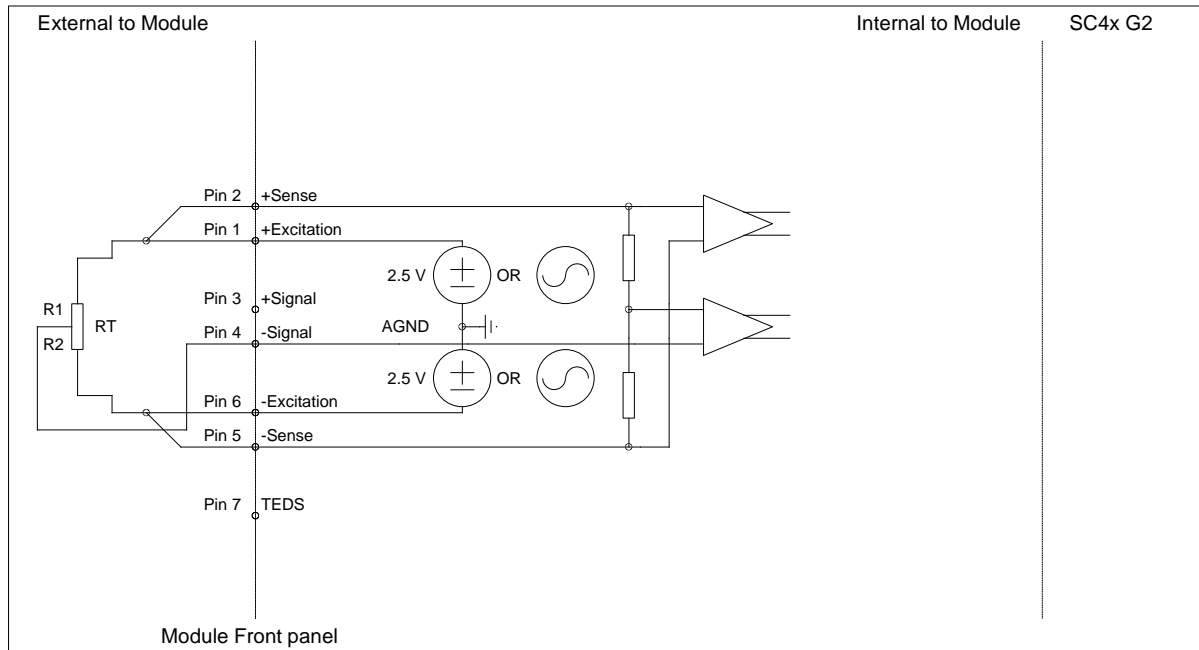 External to Module
Internal to Module
SC4x G2
Pin 2 +Sense
Pin 1 +Excitation
2.5 V OR
Pin 3 +Signal
R1
RT
Pin 4 -Signal
AGND
R2
2.5 V OR
Pin 6 -Excitation
Pin 5 -Sense
Pin 7 TEDS
Module Front panel